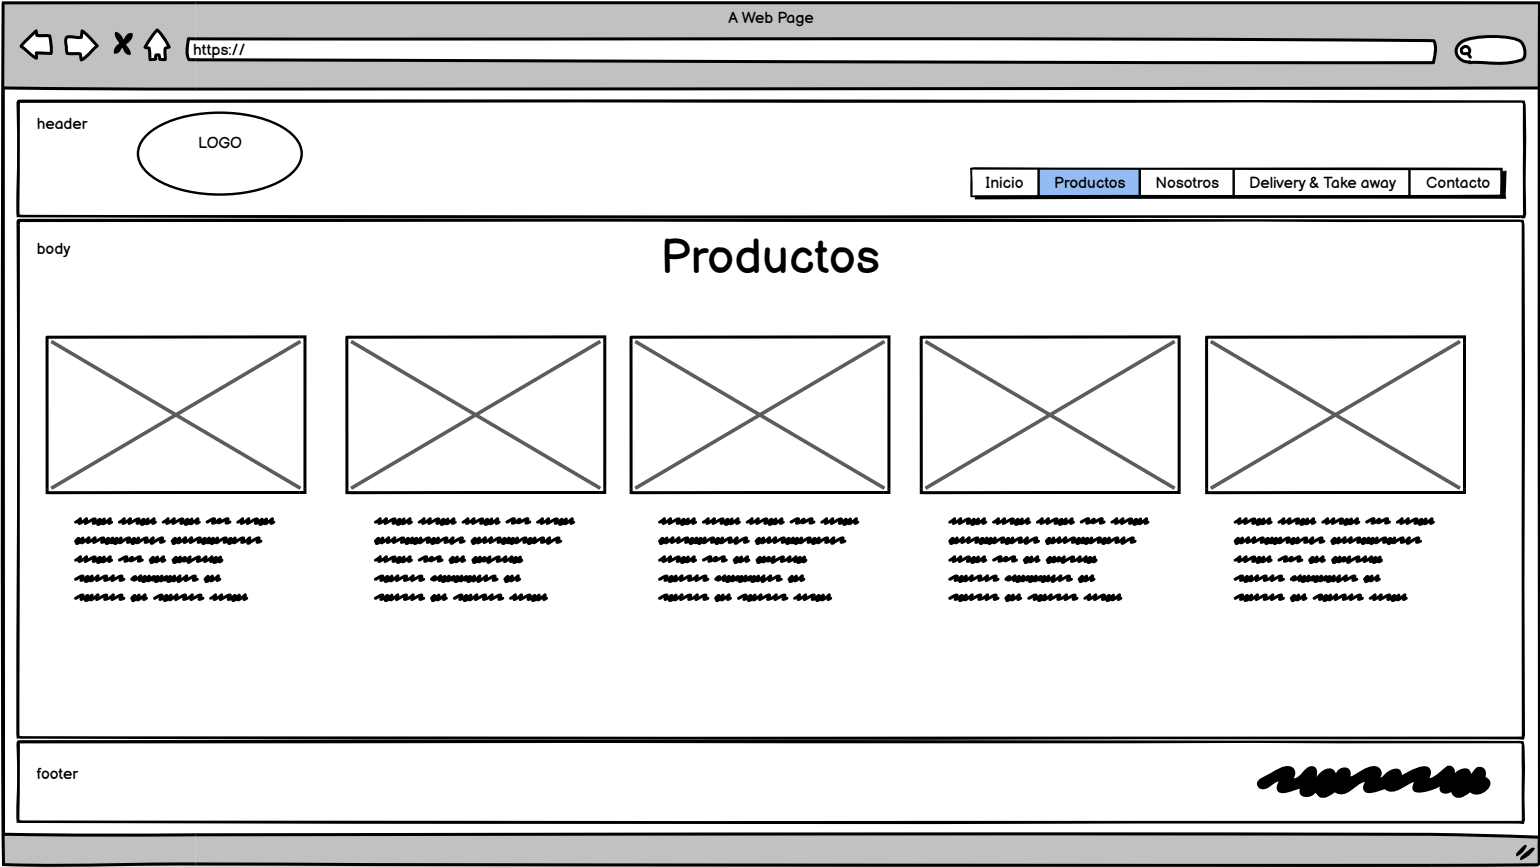 A Web Page
https://
header
LOGO
Inicio Productos Nosotros Delivery & Take away Contacto
body
Productos
footer